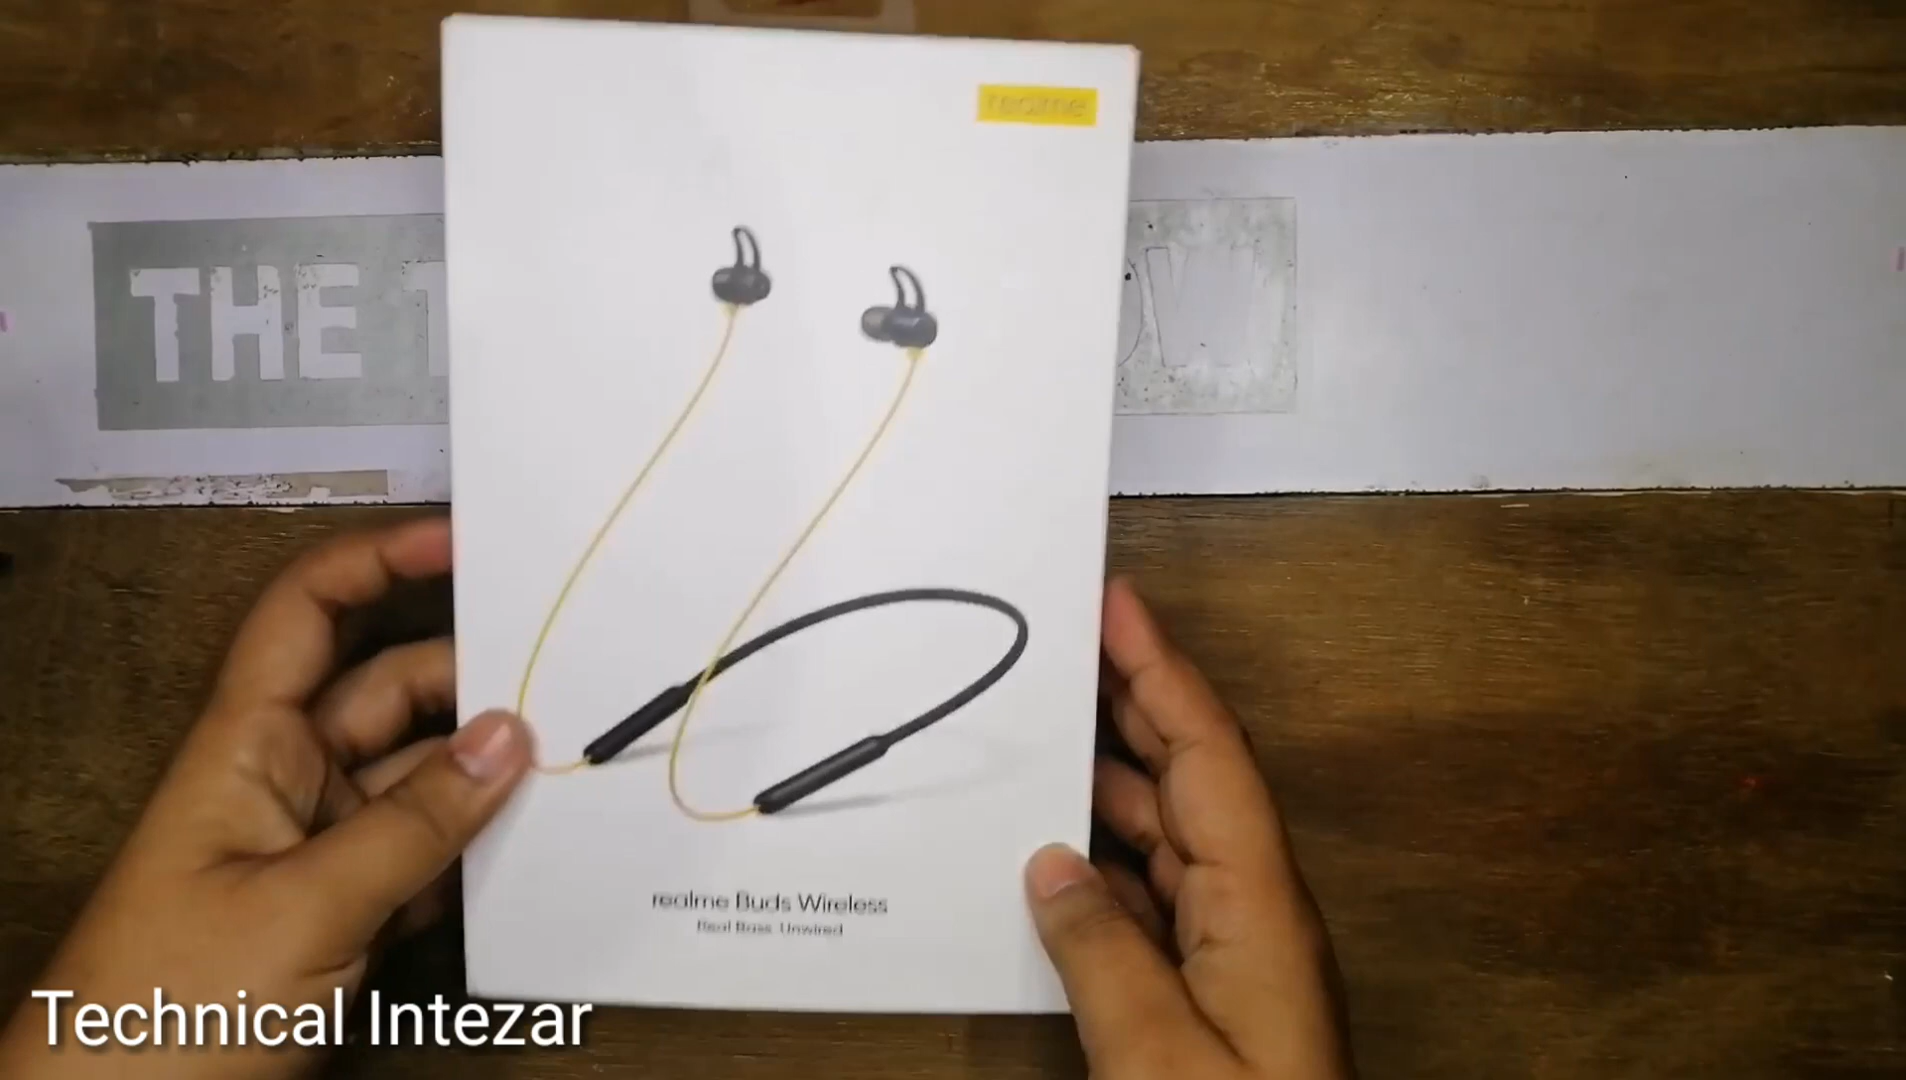 realme
THE
realme Buds Wireless
Real Bass. Unwired
Technical Intezar